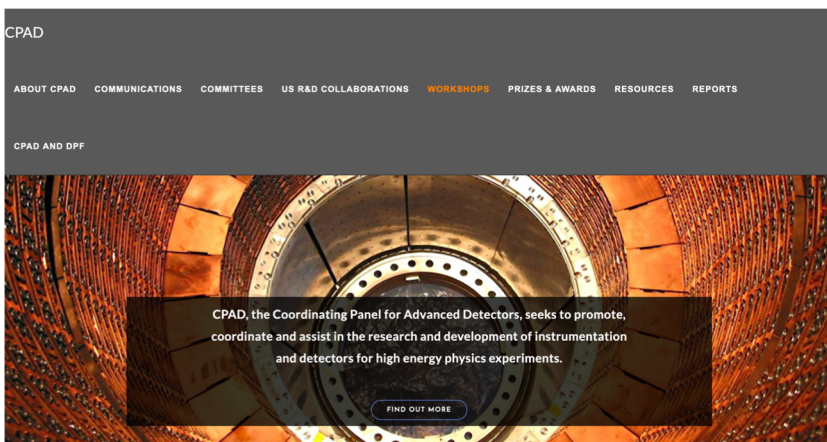 CPAD
ABOUT CPAD COMMUNICATIONS COMMITTEES US R&D COLLABORATIONS WORKSHOPS PRIZES & AWARDS RESOURCES REPORTS
CPAD AND DPF
CPAD, the Coordinating Panel for Advanced Detectors, seeks to promote,
coordinate and assist in the research and development of instrumentation
and detectors for high energy physics experiments.
FIND OUT MORE